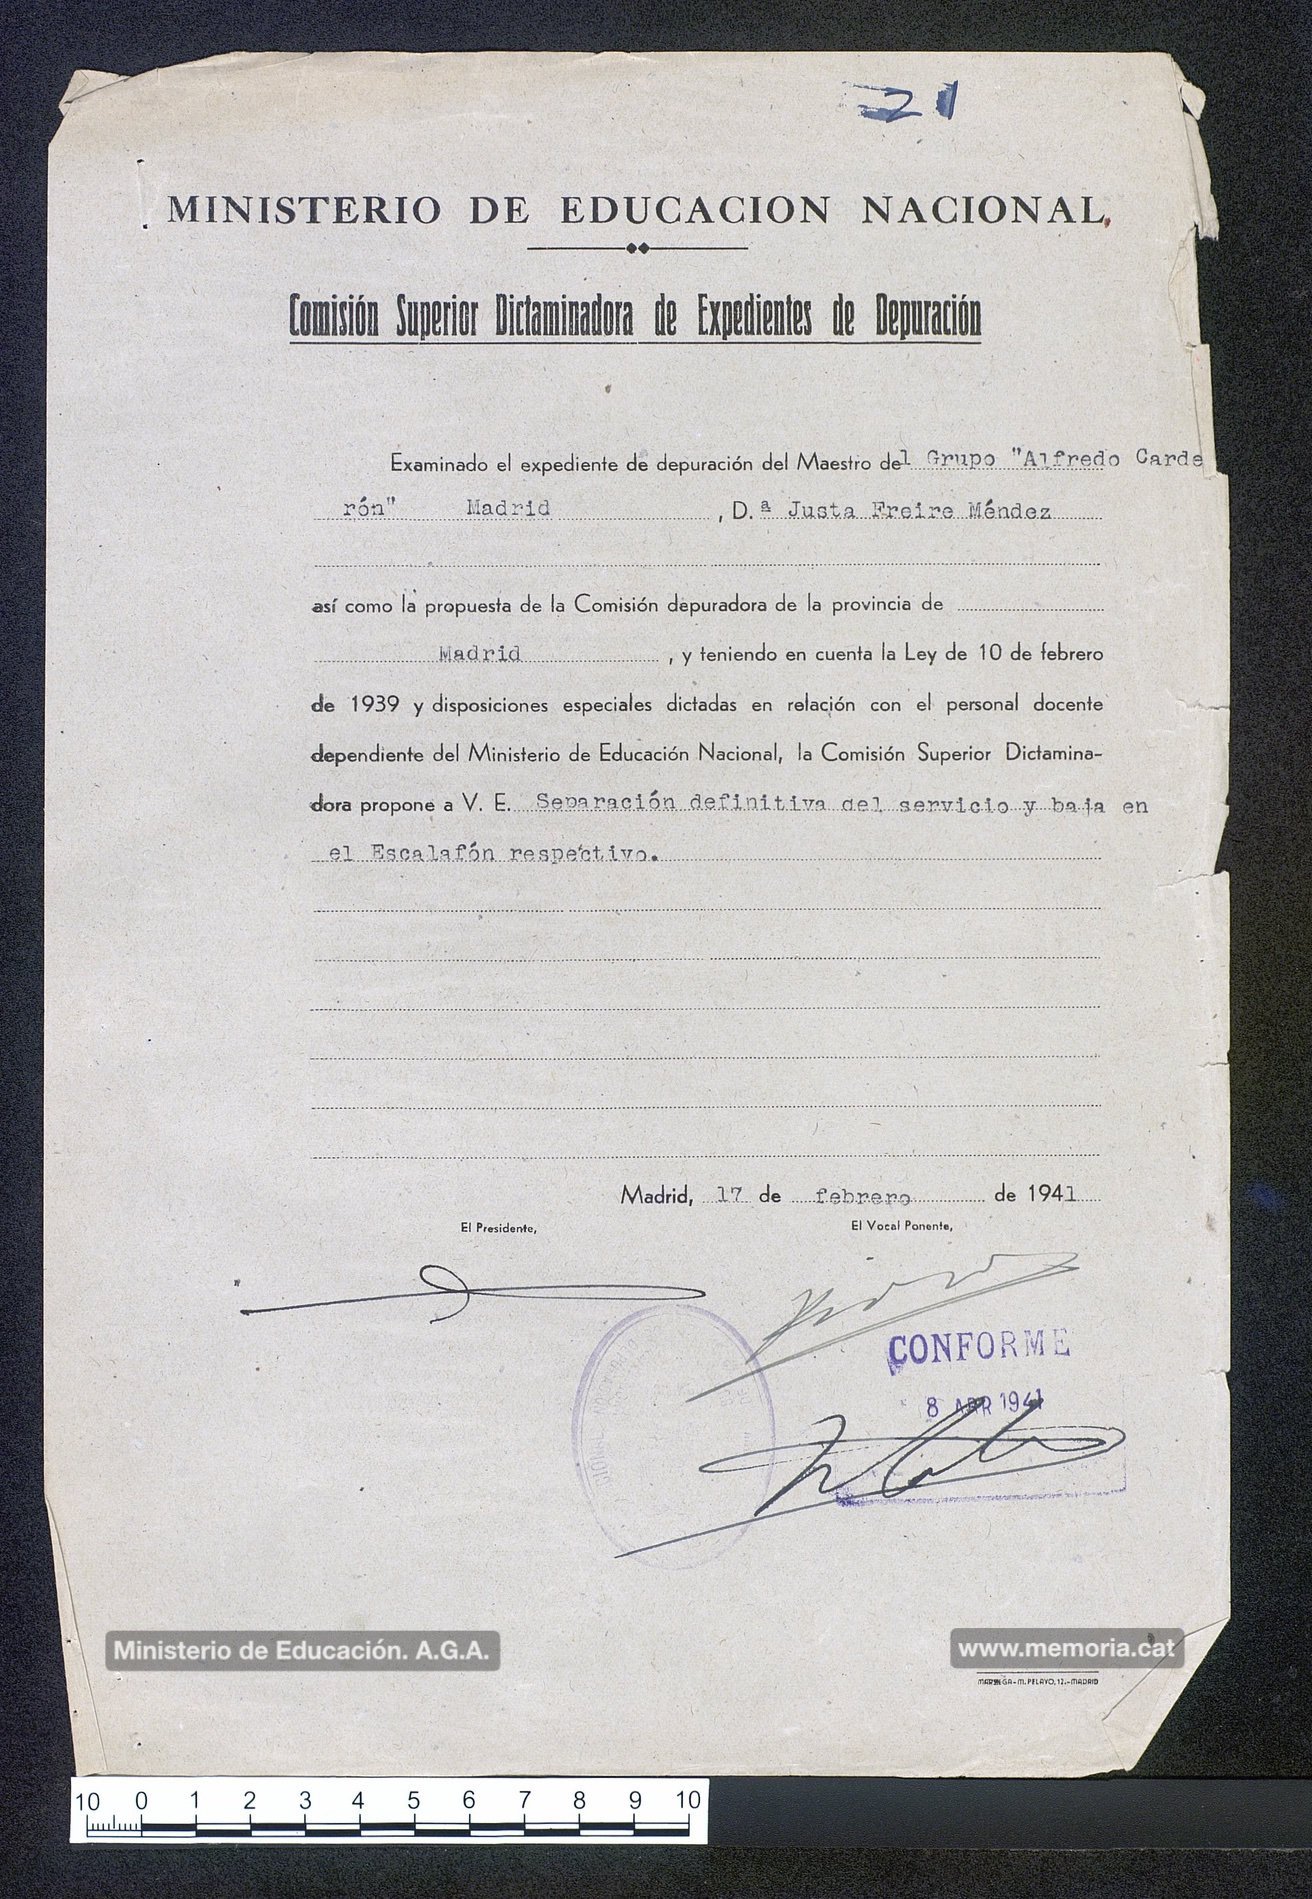 21
MINISTERIO DE EDUCACION NACIONAL
Comisión Superior Dictaminadora de Expedientes de Depuración
Examinado el expediente de depuración del Maestro del Grupo "Alfredo Carde
rón" Madrid , D.ª Justa Freire Méndez
así como la propuesta de la Comisión depuradora de la provincia de
Madrid , y teniendo en cuenta la Ley de 10 de febrero
de 1939 y disposiciones especiales dictadas en relación con el personal docente
dependiente del Ministerio de Educación Nacional, la Comisión Superior Dictamina-
dora propone a V. E. Separación definitiva del servicio y baja en
el Escalafón respectivo.
Madrid, 17 de febrero de 1941
El Presidente, El Vocal Ponente,
CONFORME
8 ABR 1941
Ministerio de Educación. A.G.A.
www.memoria.cat
M. PELAYO, 12.-MADRID
10 0 1 2 3 4 5 6 7 8 9 10